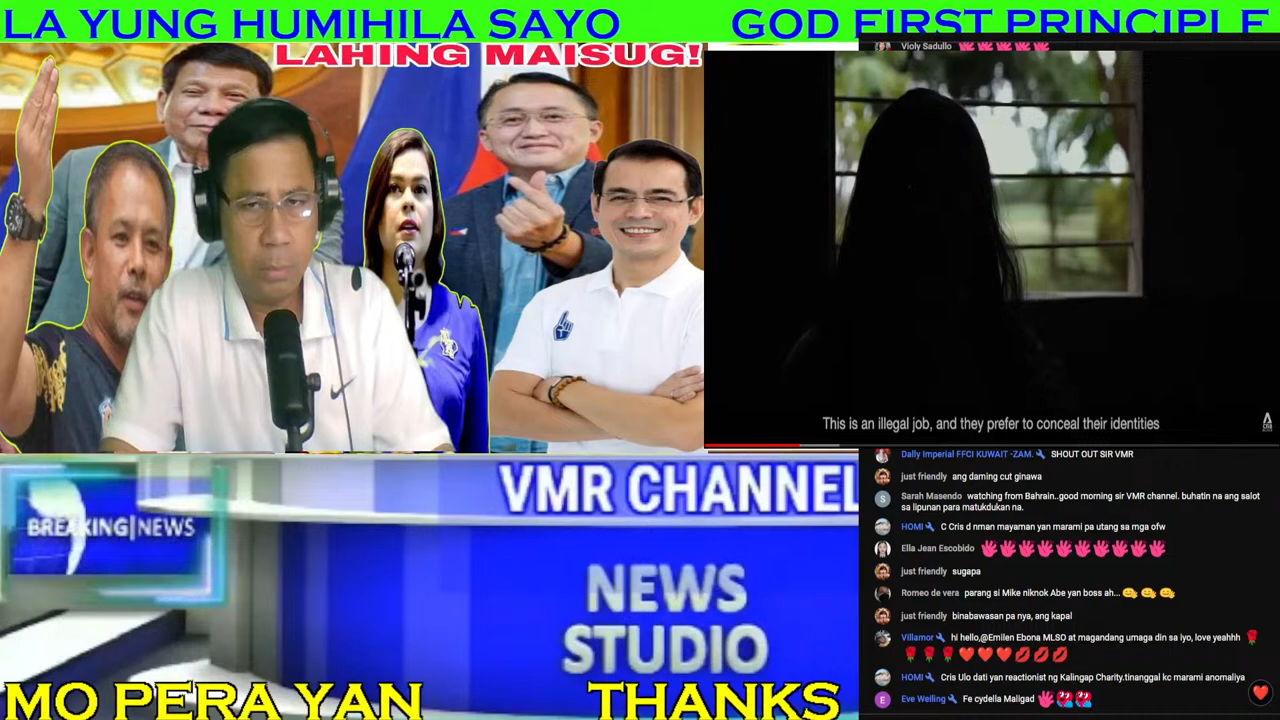 LA YUNG HUMIHILA SAYO
GOD FIRST PRINCIPLE
LAHING MAISUG!
Violy Sadullo
This is an illegal job, and they prefer to conceal their identities
VMR CHANNEL
BREAKING|NEWS
NEWS
STUDIO
MO PERA YAN
THANKS
Dally Imperial FFCI KUWAIT -ZAM. SHOUT OUT SIR VMR
just friendly ang daming cut ginawa
Sarah Masendo watching from Bahrain..good morning sir VMR channel. buhatin na ang salot
sa lipunan para matukdukan na.
HOMI C Cris d nman mayaman yan marami pa utang sa mga ofw
Ella Jean Escobido
just friendly sugapa
Romeo de vera parang si Mike niknok Abe yan boss ah...
just friendly binabawasan pa nya, ang kapal
Villamor hi hello,@Emilen Ebona MLSO at magandang umaga din sa iyo, love yeahhh
HOMI Cris Ulo dati yan reactionist ng Kalingap Charity.tinanggal kc marami anomaliya
Eve Welling Fe cydella Maligad